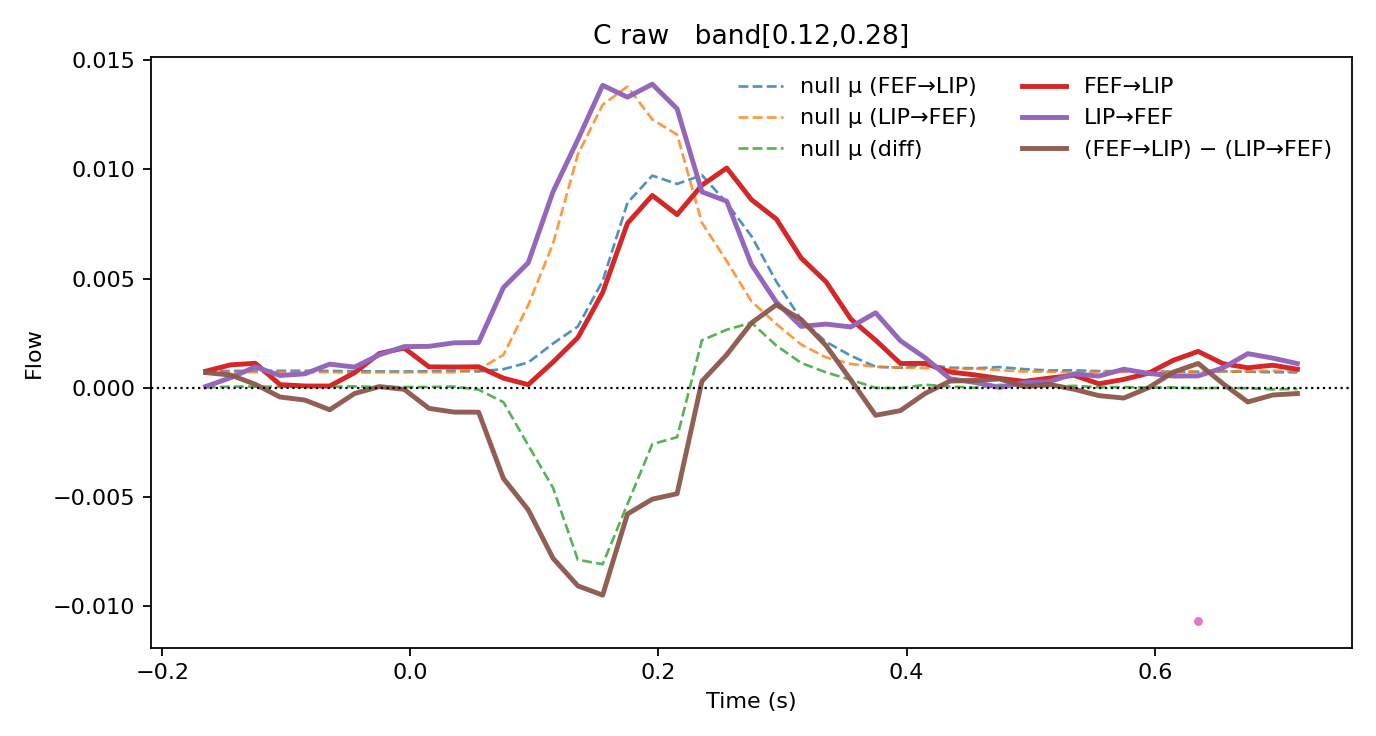 C raw band[0.12,0.28]
0.015
0.010
0.005
0.000
−0.005
−0.010
Flow
null μ (FEF→LIP)
null μ (LIP→FEF)
null μ (diff)
FEF→LIP
LIP→FEF
(FEF→LIP) − (LIP→FEF)
−0.2
0.0
0.2
0.4
0.6
Time (s)